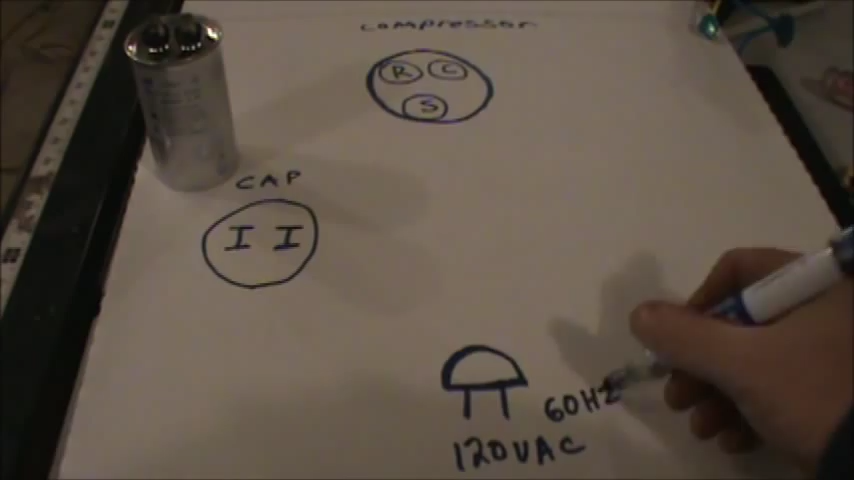 compressor
R C
S
CAP
I I
60HZ
120VAC